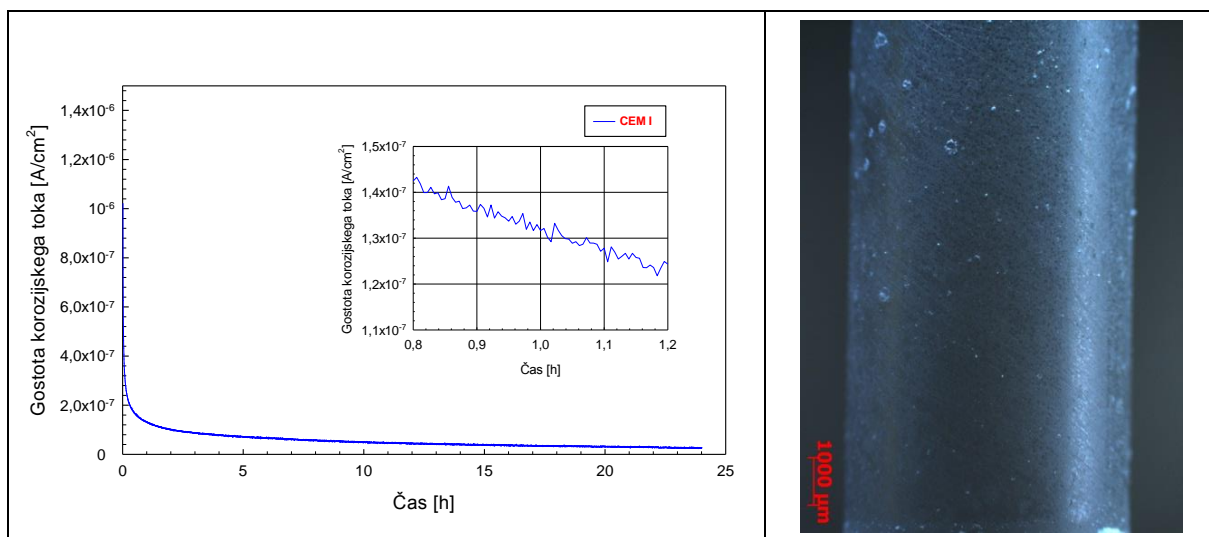 Gostota korozijskega toka [A/cm²]
1,4x10⁻⁶
1,2x10⁻⁶
10⁻⁶
8,0x10⁻⁷
6,0x10⁻⁷
4,0x10⁻⁷
2,0x10⁻⁷
0
0 5 10 15 20 25
Čas [h]
CEM I
Gostota korozijskega toka [A/cm²]
1,5x10⁻⁷
1,4x10⁻⁷
1,3x10⁻⁷
1,2x10⁻⁷
1,1x10⁻⁷
0,8 0,9 1,0 1,1 1,2
Čas [h]
1000 µm